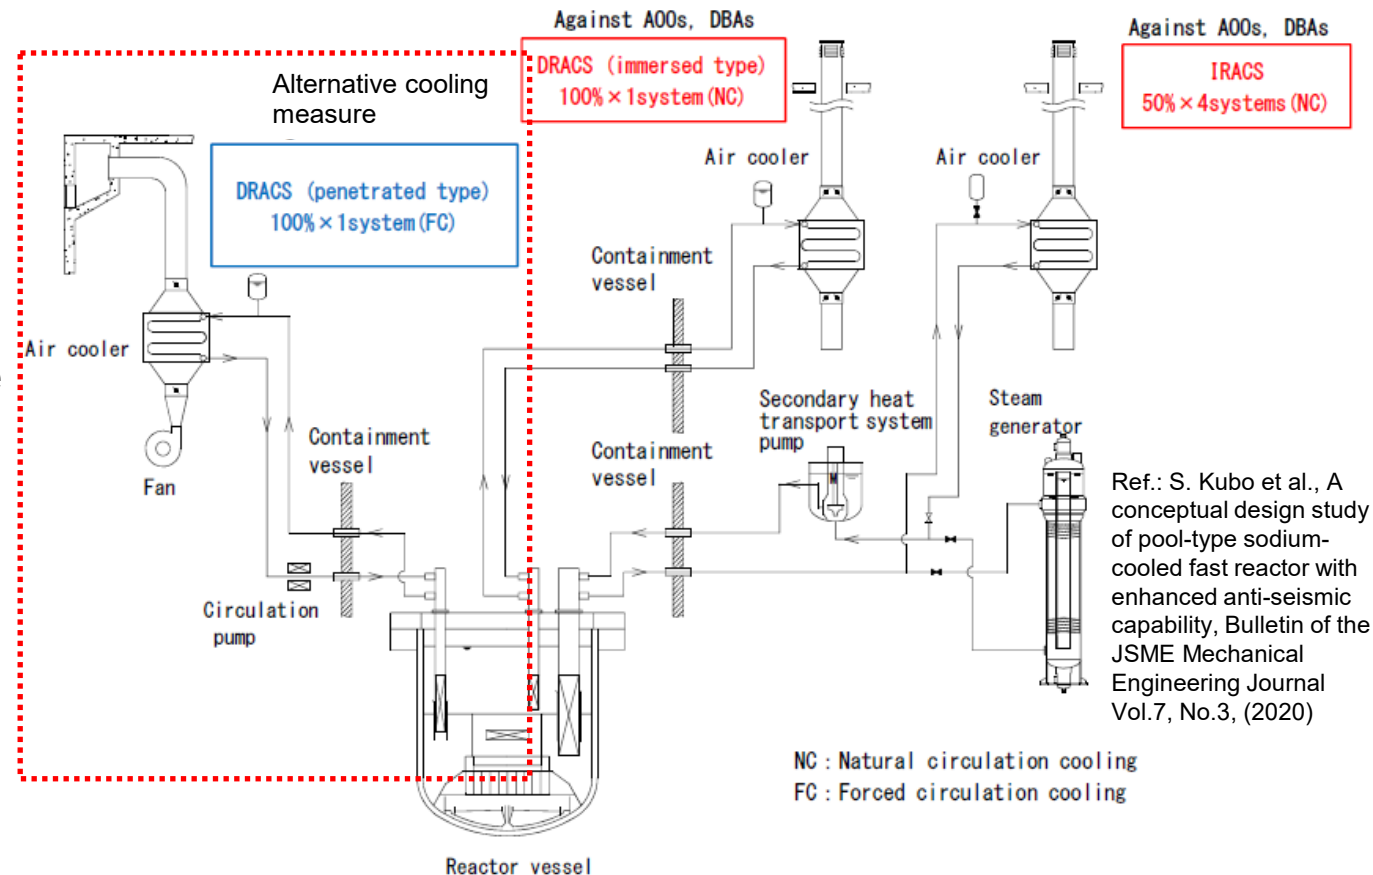 Against AOOs, DBAs
DRACS (immersed type)
100%×1system(NC)
Against AOOs, DBAs
IRACS
50%×4systems(NC)
Alternative cooling
measure
DRACS (penetrated type)
100%×1system(FC)
Air cooler
Air cooler
Containment
vessel
Air cooler
Fan
Containment
vessel
Circulation
pump
Containment
vessel
Secondary heat
transport system
pump
M
Steam
generator
Ref.: S. Kubo et al., A
conceptual design study
of pool-type sodium-
cooled fast reactor with
enhanced anti-seismic
capability, Bulletin of the
JSME Mechanical
Engineering Journal
Vol.7, No.3, (2020)
NC : Natural circulation cooling
FC : Forced circulation cooling
Reactor vessel